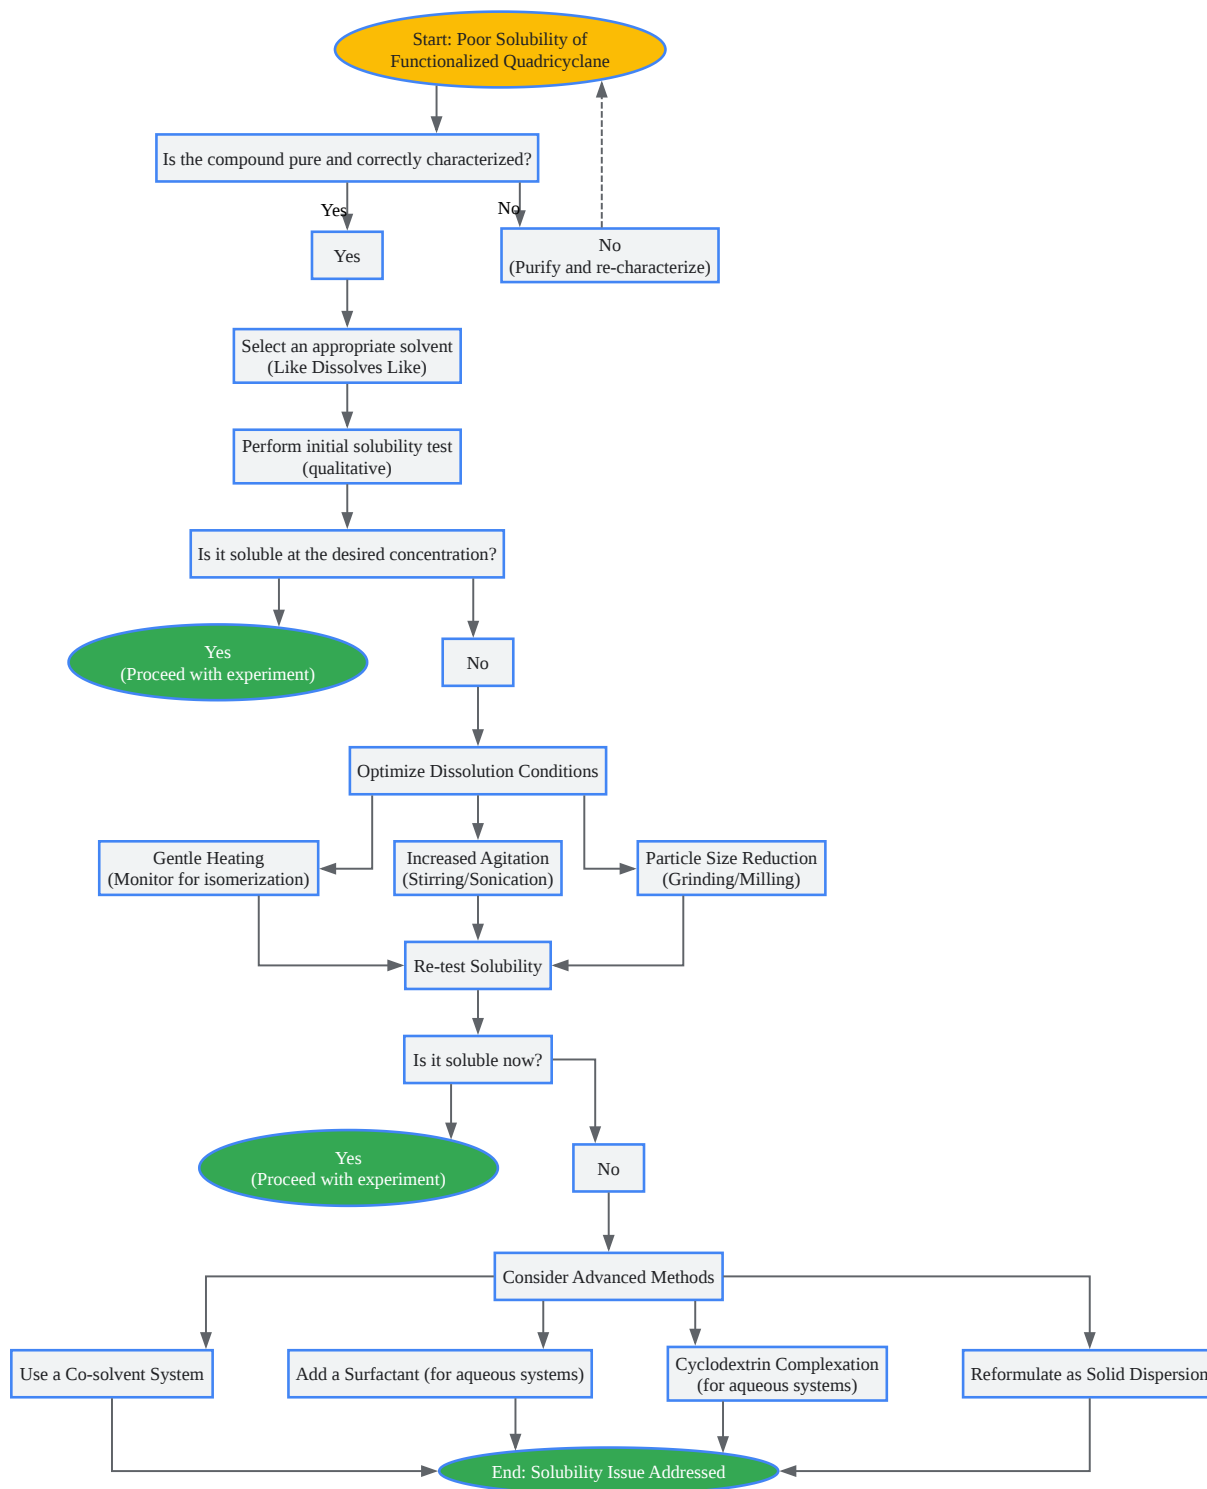 Start: Poor Solubility of
Functionalized Quadricyclane
Is the compound pure and correctly characterized?
Yes
No
Yes
No
(Purify and re-characterize)
Select an appropriate solvent
(Like Dissolves Like)
Perform initial solubility test
(qualitative)
Is it soluble at the desired concentration?
Yes
(Proceed with experiment)
No
Optimize Dissolution Conditions
Gentle Heating
(Monitor for isomerization)
Increased Agitation
(Stirring/Sonication)
Particle Size Reduction
(Grinding/Milling)
Re-test Solubility
Is it soluble now?
Yes
(Proceed with experiment)
No
Consider Advanced Methods
Use a Co-solvent System
Add a Surfactant (for aqueous systems)
Cyclodextrin Complexation
(for aqueous systems)
Reformulate as Solid Dispersion
End: Solubility Issue Addressed